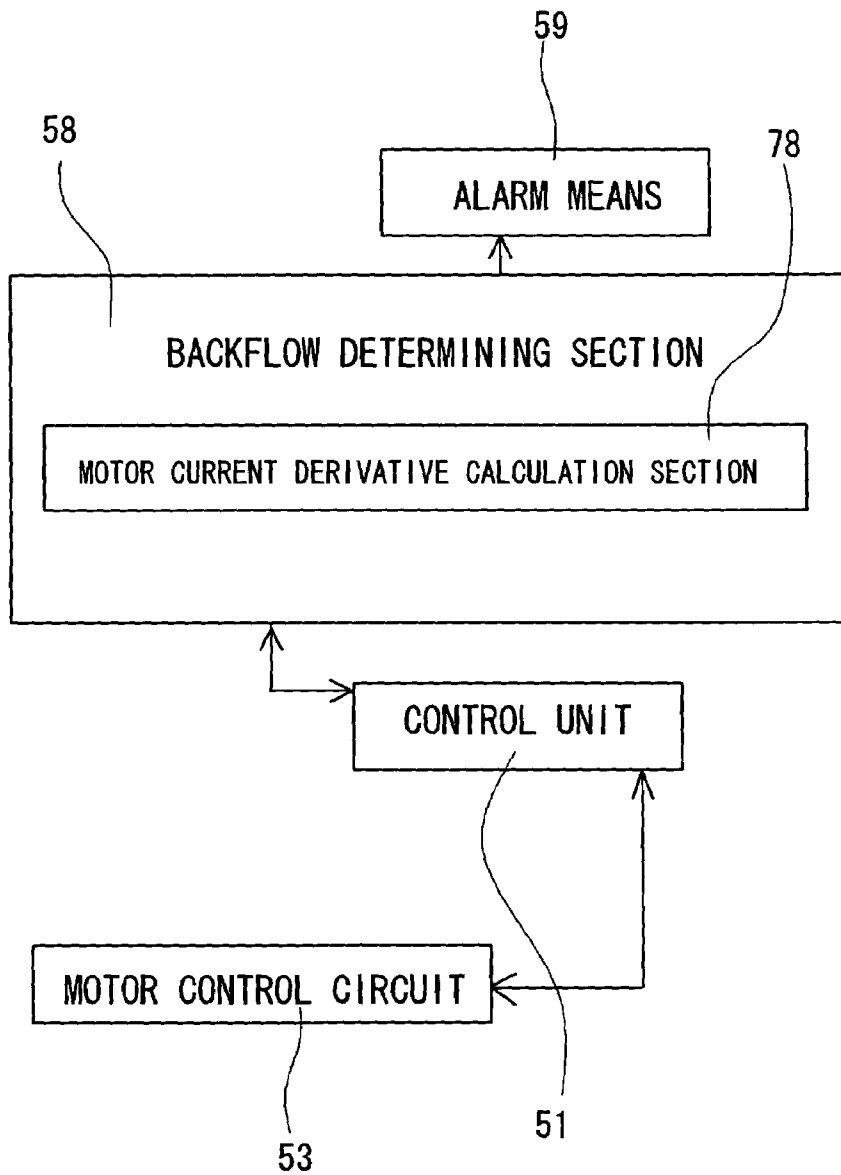 59
58
78
ALARM MEANS
BACKFLOW DETERMINING SECTION
MOTOR CURRENT DERIVATIVE CALCULATION SECTION
CONTROL UNIT
MOTOR CONTROL CIRCUIT
51
53